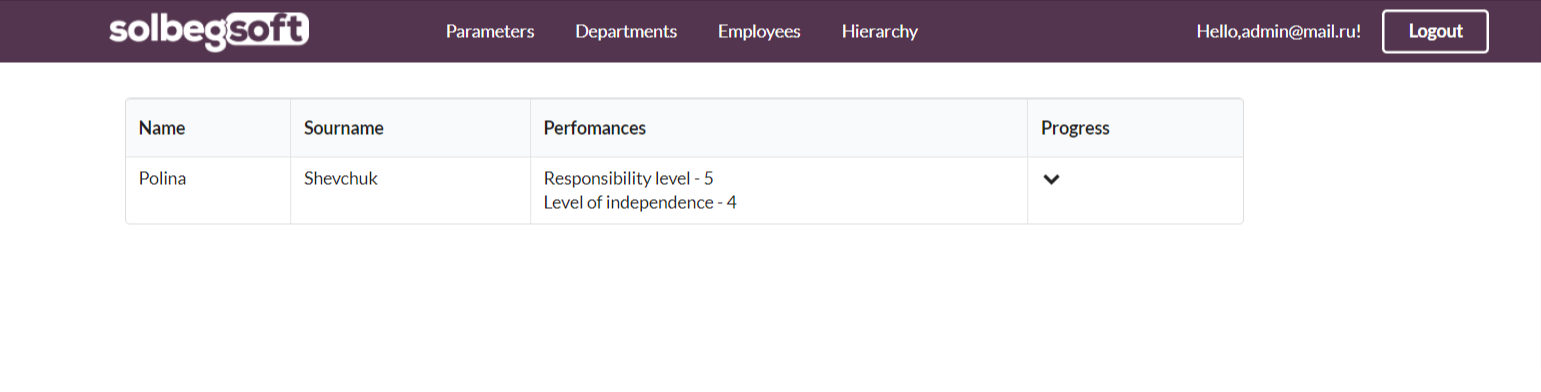 solbegsoft Parameters Departments Employees Hierarchy Hello,admin@mail.ru! Logout
Name Sourname Perfomances Progress
Polina Shevchuk Responsibility level - 5
Level of independence - 4